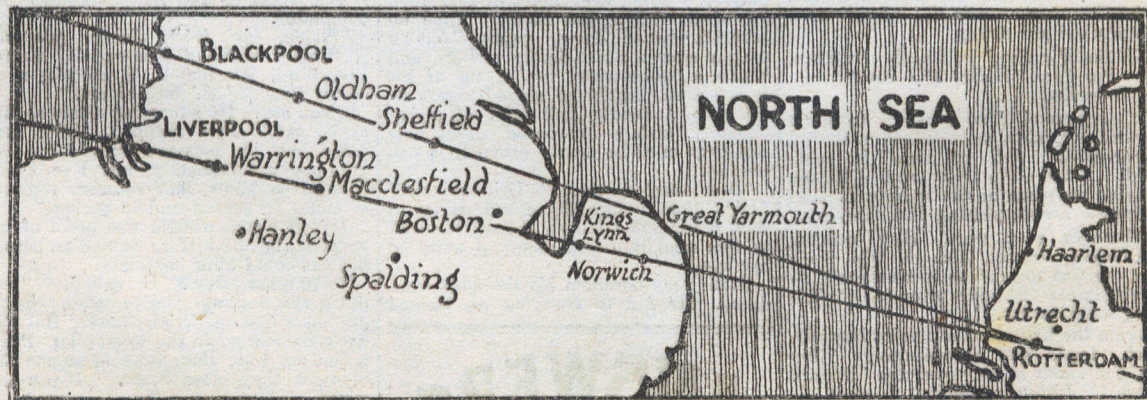 BLACKPOOL
Oldham
Sheffield
NORTH SEA
LIVERPOOL
Warrington
Macclesfield
Boston
Kings
Lynn
Great Yarmouth
Hanley
Spalding
Norwich
Haarlem
Utrecht
ROTTERDAM